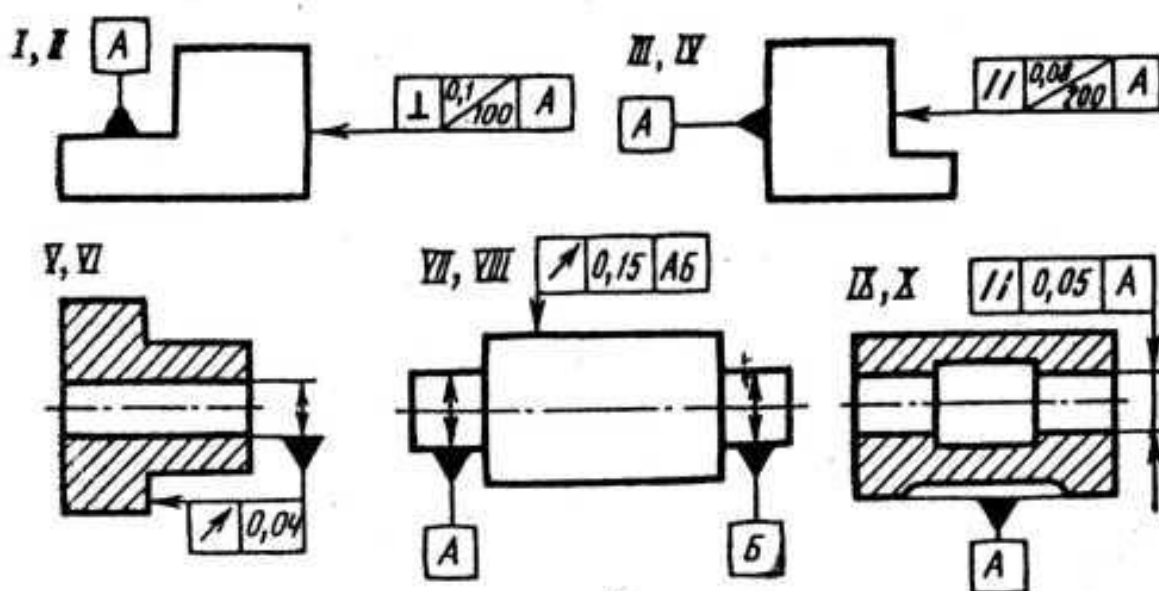 I, II
А
⊥ 0,1/100 А
III, IV
А
// 0,08/200 А
V, VI
↗ 0,04
VII, VIII
↗ 0,15 АБ
А
Б
IX, X
// 0,05 А
А